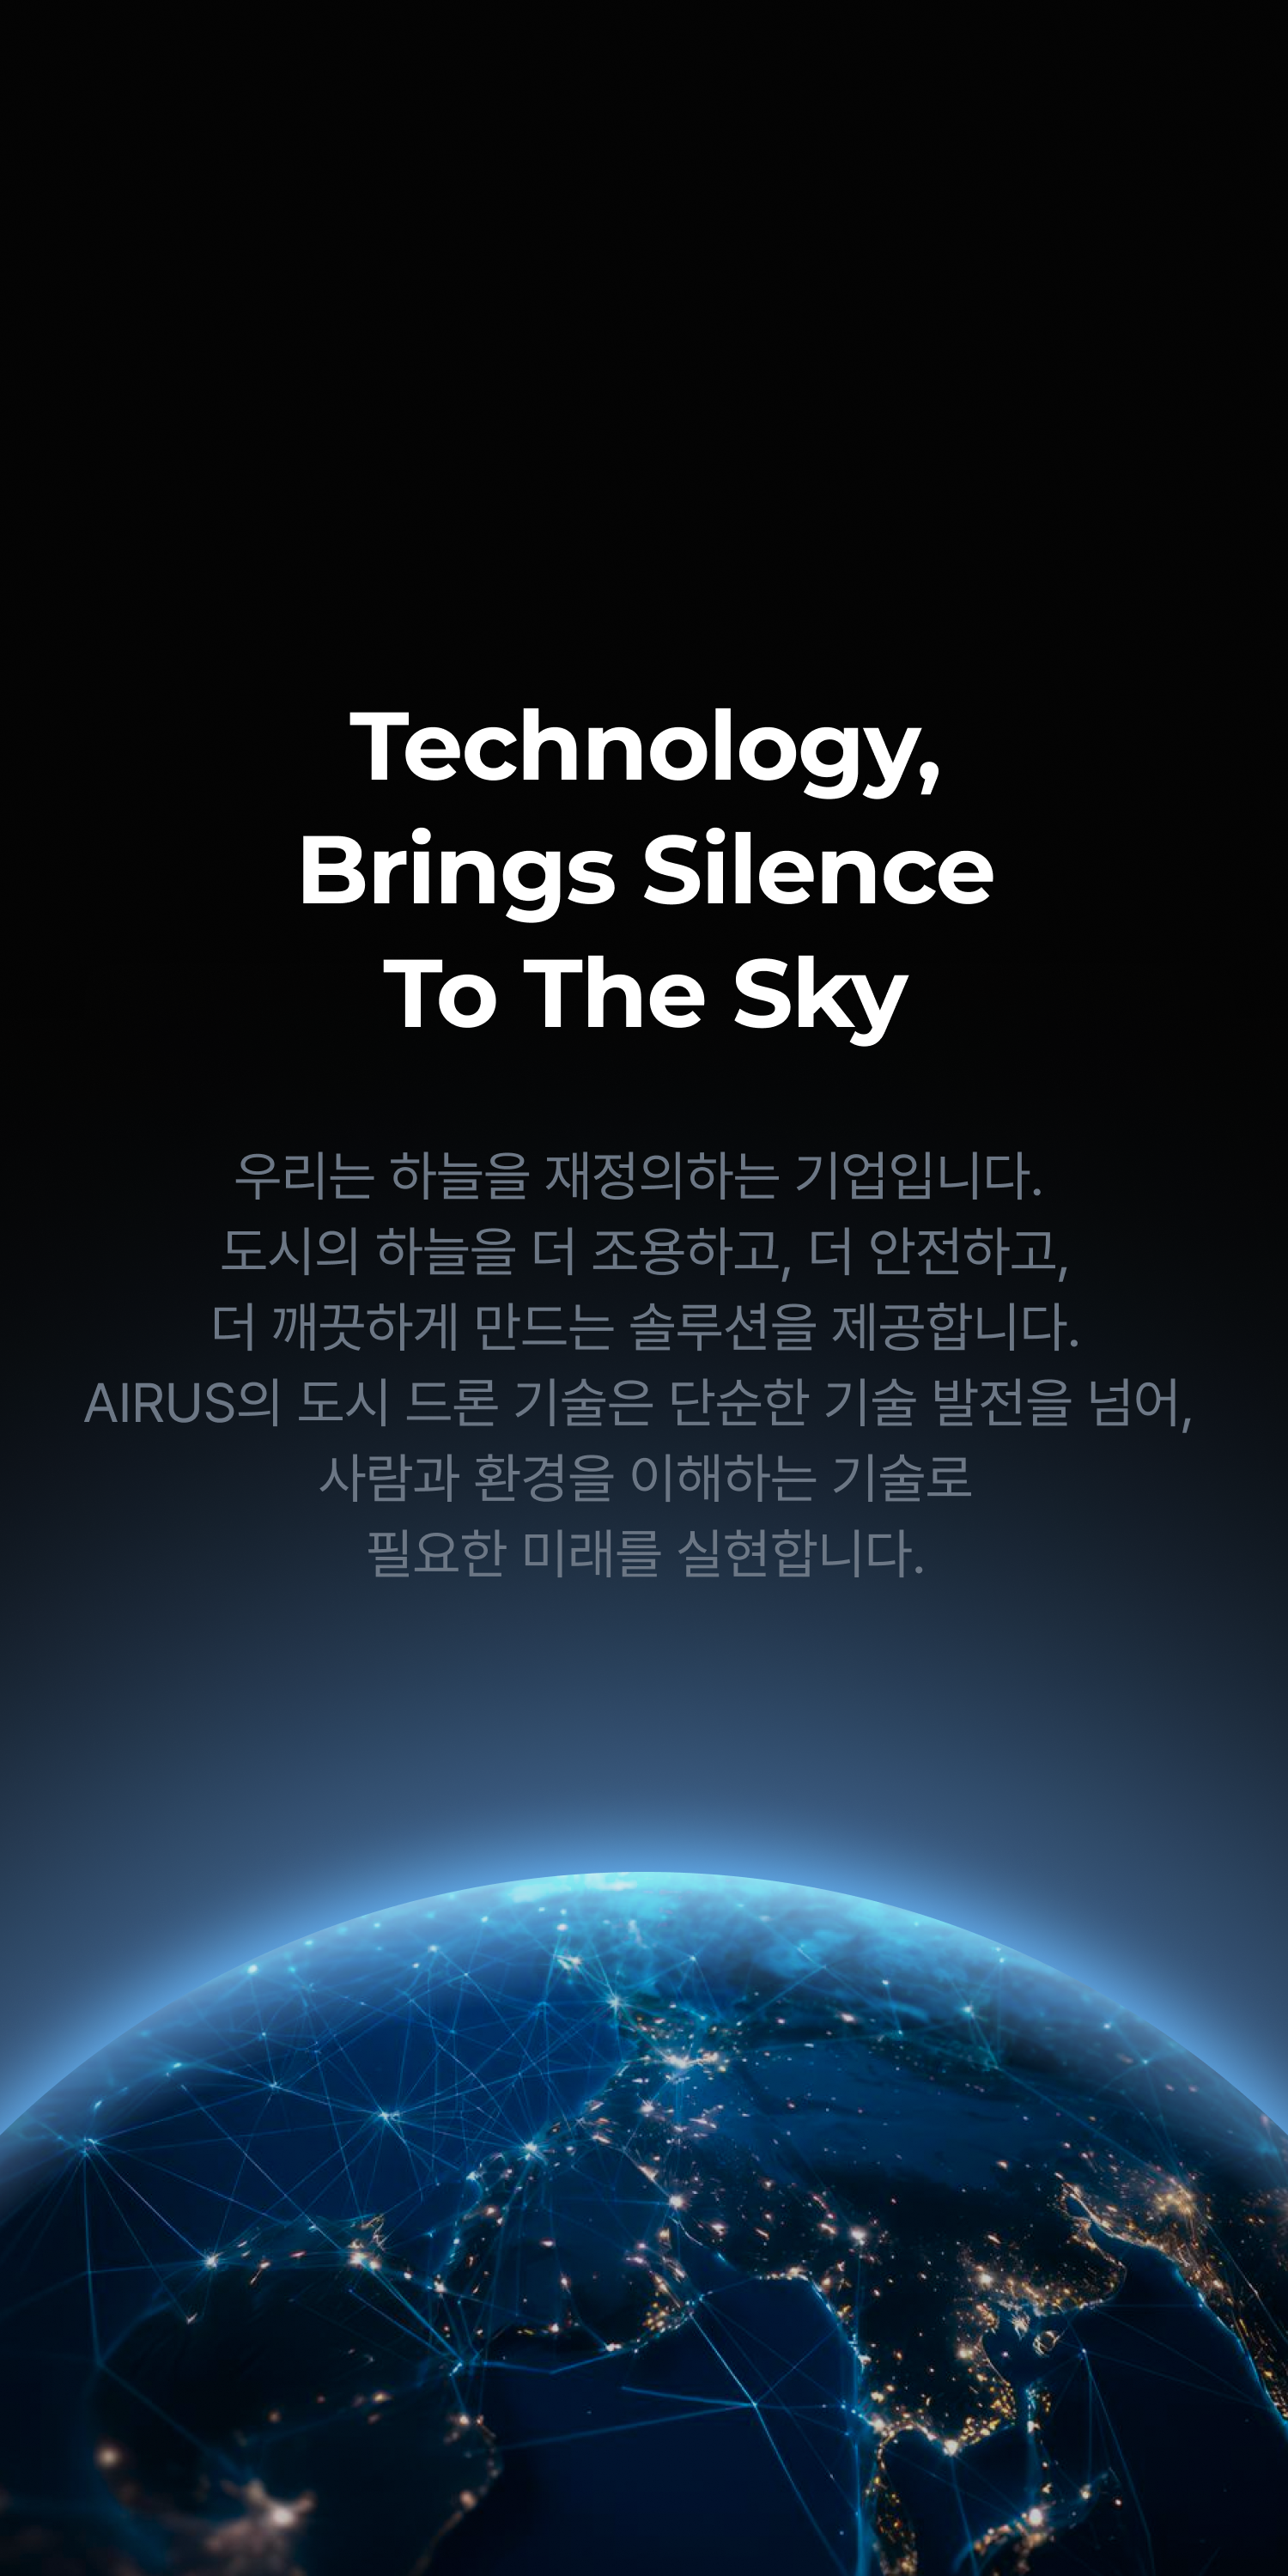 Technology,
Brings Silence
To The Sky
우리는 하늘을 재정의하는 기업입니다.
도시의 하늘을 더 조용하고, 더 안전하고,
더 깨끗하게 만드는 솔루션을 제공합니다.
AIRUS의 도시 드론 기술은 단순한 기술 발전을 넘어,
사람과 환경을 이해하는 기술로
필요한 미래를 실현합니다.